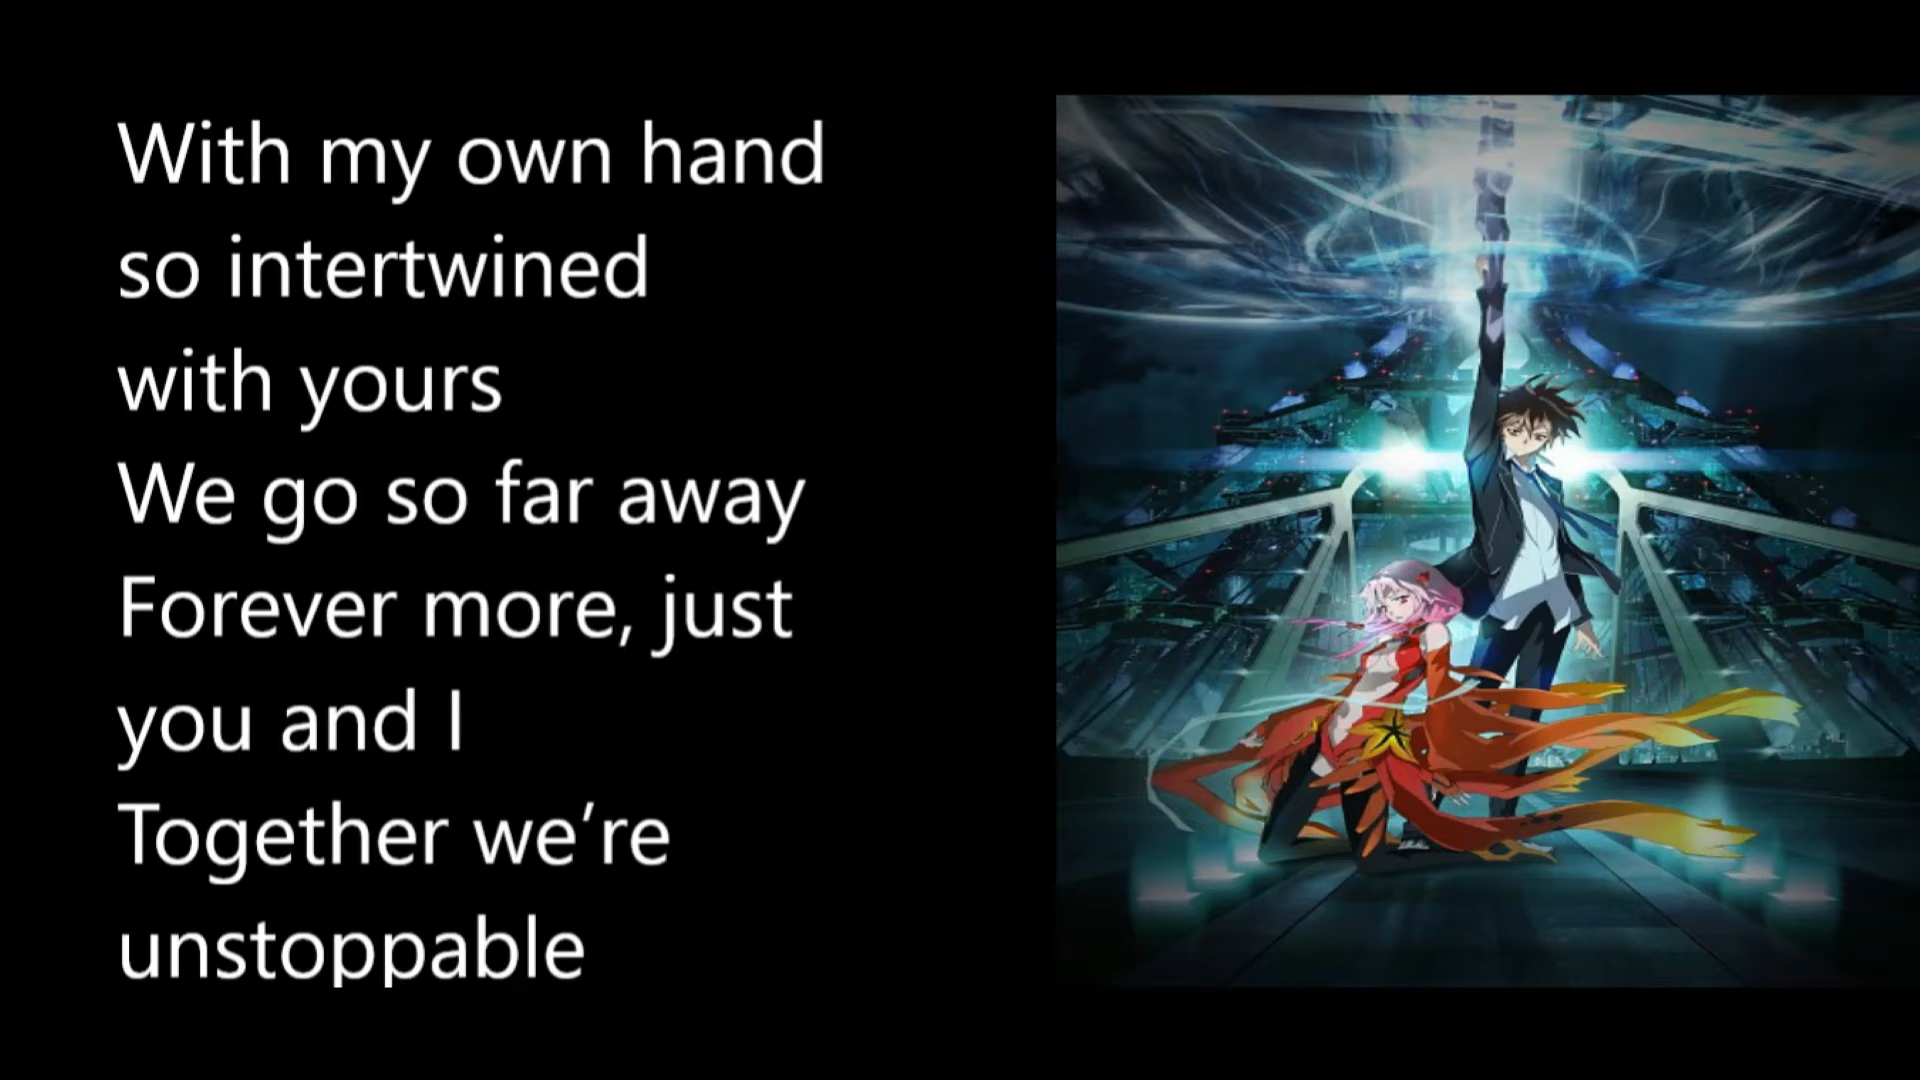 With my own hand
so intertwined
with yours
We go so far away
Forever more, just
you and I
Together we’re
unstoppable